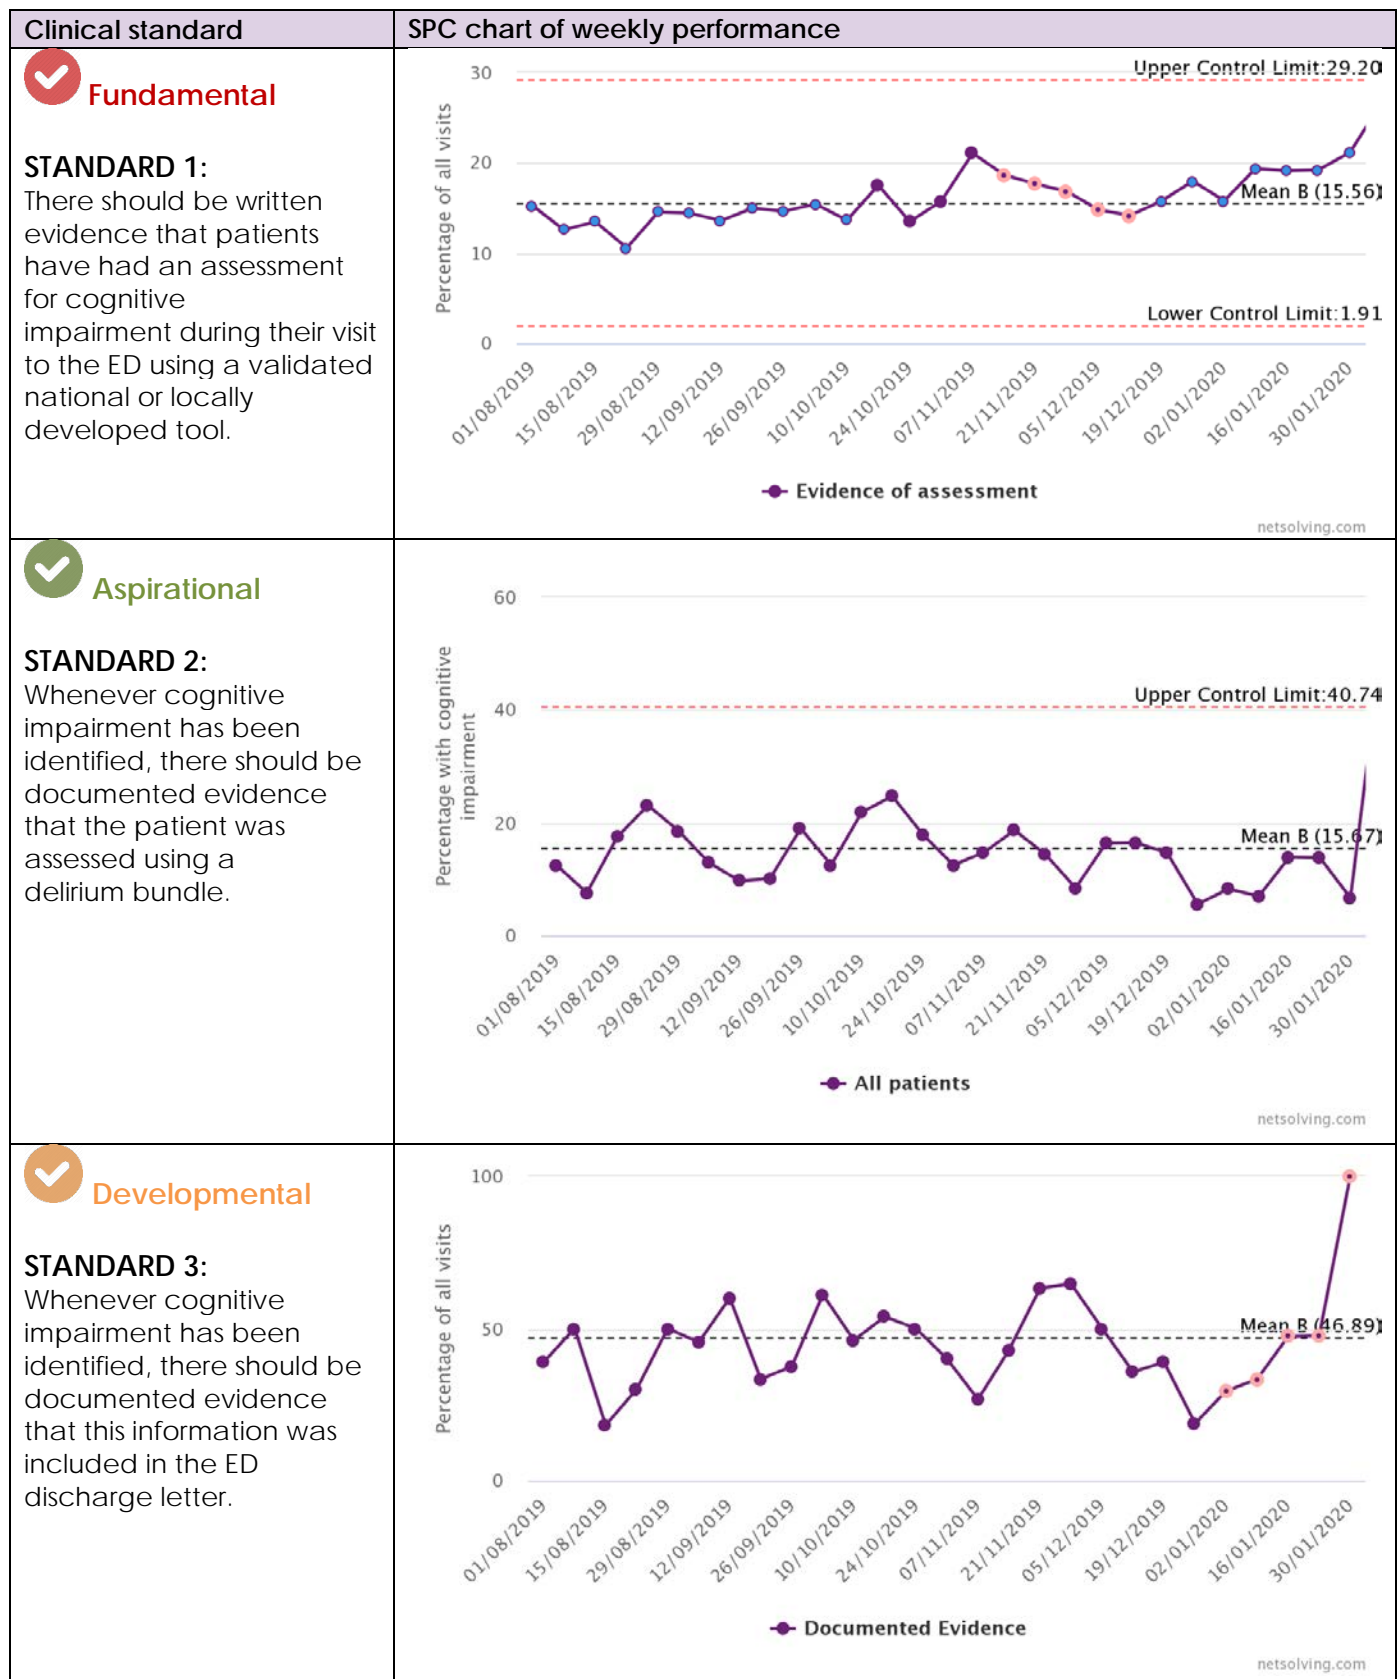 Clinical standard
SPC chart of weekly performance
Fundamental
STANDARD 1:
There should be written
evidence that patients
have had an assessment
for cognitive
impairment during their visit
to the ED using a validated
national or locally
developed tool.
Percentage of all visits
30
20
10
0
Upper Control Limit:29.20
Mean B (15.56)
Lower Control Limit:1.91
01/08/2019
15/08/2019
29/08/2019
12/09/2019
26/09/2019
10/10/2019
24/10/2019
07/11/2019
21/11/2019
05/12/2019
19/12/2019
02/01/2020
16/01/2020
30/01/2020
Evidence of assessment
netsolving.com
Aspirational
STANDARD 2:
Whenever cognitive
impairment has been
identified, there should be
documented evidence
that the patient was
assessed using a
delirium bundle.
Percentage with cognitive
impairment
60
40
20
0
Upper Control Limit:40.74
Mean B (15.67)
01/08/2019
15/08/2019
29/08/2019
12/09/2019
26/09/2019
10/10/2019
24/10/2019
07/11/2019
21/11/2019
05/12/2019
19/12/2019
02/01/2020
16/01/2020
30/01/2020
All patients
netsolving.com
Developmental
STANDARD 3:
Whenever cognitive
impairment has been
identified, there should be
documented evidence
that this information was
included in the ED
discharge letter.
Percentage of all visits
100
50
0
Mean B (46.89)
01/08/2019
15/08/2019
29/08/2019
12/09/2019
26/09/2019
10/10/2019
24/10/2019
07/11/2019
21/11/2019
05/12/2019
19/12/2019
02/01/2020
16/01/2020
30/01/2020
Documented Evidence
netsolving.com